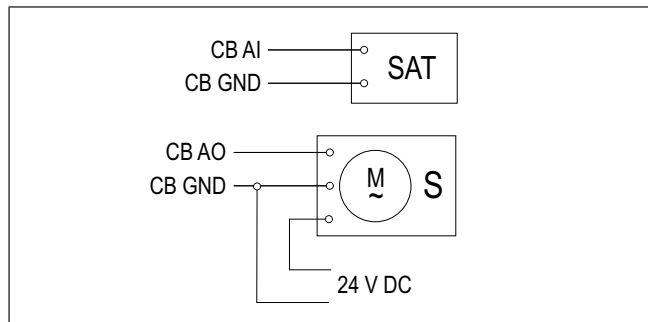 CB AI
CB GND
SAT
CB AO
CB GND
M
~
S
24 V DC